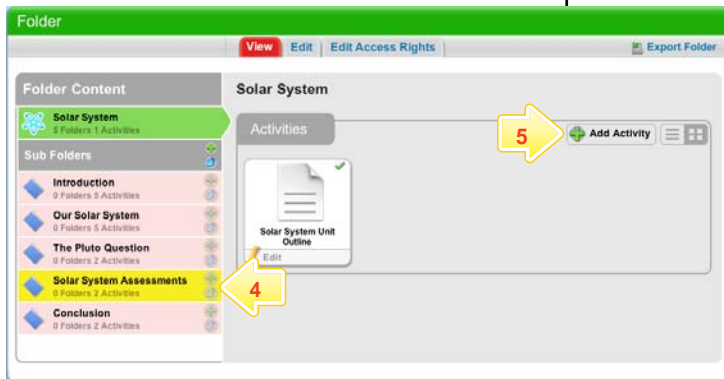 Folder
View Edit Edit Access Rights Export Folder
Folder Content
Solar System
5 Folders 1 Activities
Sub Folders
Introduction
0 Folders 5 Activities
Our Solar System
0 Folders 5 Activities
The Pluto Question
0 Folders 2 Activities
Solar System Assessments
0 Folders 2 Activities
4
Conclusion
0 Folders 2 Activities
Solar System
Activities
5
Add Activity
Solar System Unit
Outline
Edit